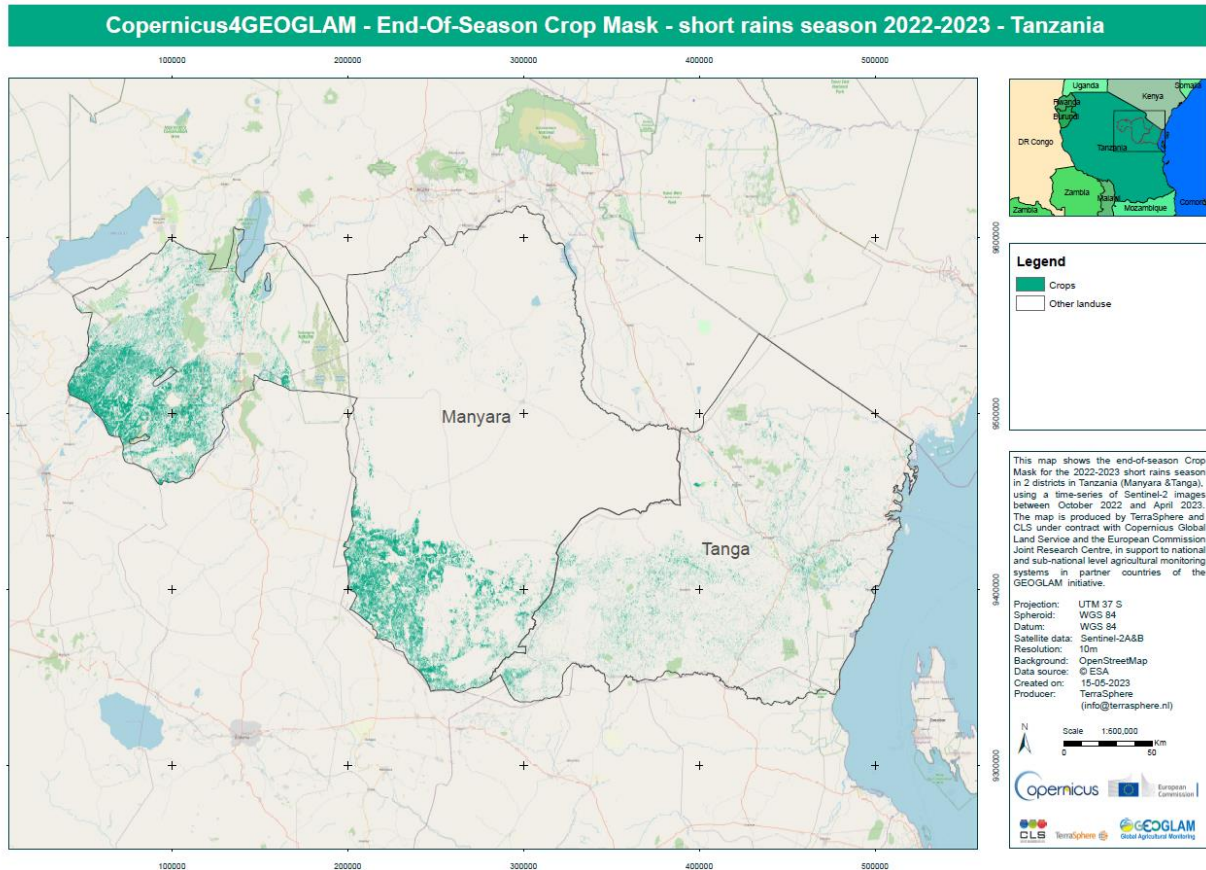 Copernicus4GEOGLAM - End-Of-Season Crop Mask - short rains season 2022-2023 - Tanzania
100000 200000 300000 400000 500000
9600000
9500000
9400000
9300000
Manyara
Tanga
100000 200000 300000 400000 500000
Uganda
Kenya
Somalia
Rwanda
Burundi
DR Congo
Tanzania
Zambia
Malawi
Zambia
Mozambique
Comoros
Legend
Crops
Other landuse
This map shows the end-of-season Crop
Mask for the 2022-2023 short rains season
in 2 districts in Tanzania (Manyara &Tanga),
using a time-series of Sentinel-2 images
between October 2022 and April 2023.
The map is produced by TerraSphere and
CLS under contract with Copernicus Global
Land Service and the European Commission
Joint Research Centre, in support to national
and sub-national level agricultural monitoring
systems in partner countries of the
GEOGLAM initiative.
Projection: UTM 37 S
Spheroid: WGS 84
Datum: WGS 84
Satellite data: Sentinel-2A&B
Resolution: 10m
Background: OpenStreetMap
Data source: © ESA
Created on: 15-05-2023
Producer: TerraSphere
(info@terrasphere.nl)
N
Scale 1:600,000
Km
0 50
Copernicus
European
Commission
CLS
TerraSphere
GEOGLAM
Global Agricultural Monitoring